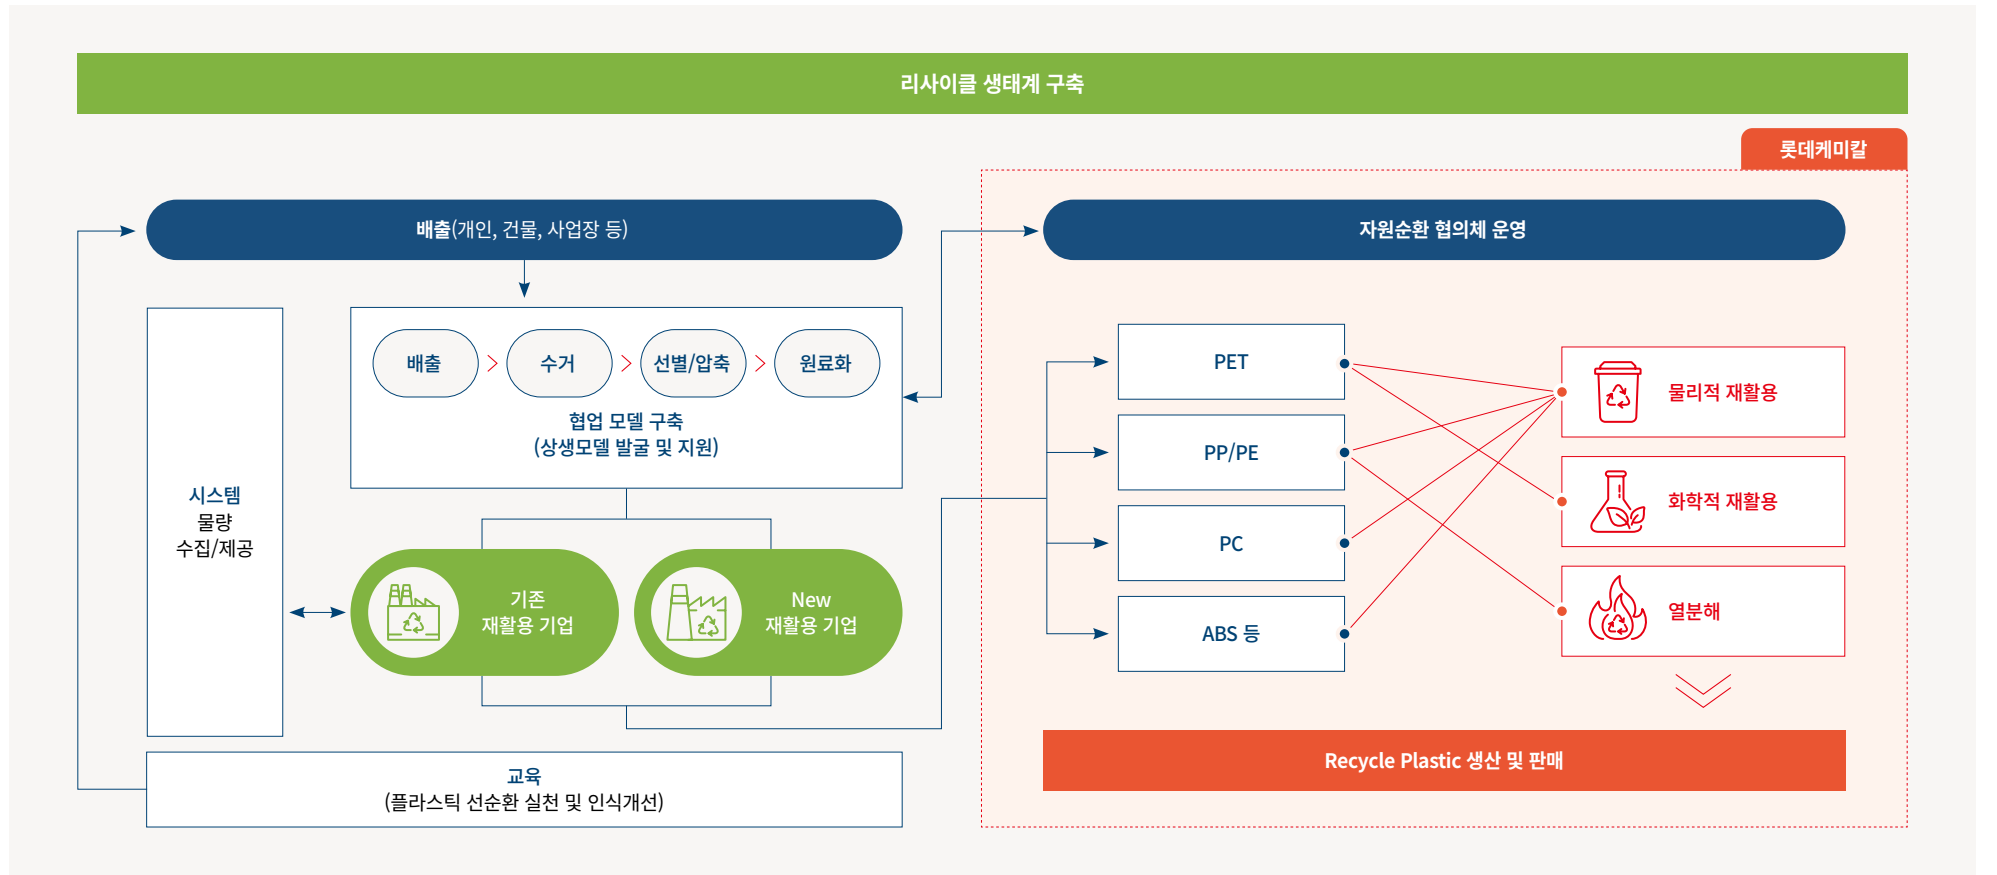 리사이클 생태계 구축
롯데케미칼
배출(개인, 건물, 사업장 등)
자원순환 협의체 운영
배출
수거
선별/압축
원료화
협업 모델 구축
(상생모델 발굴 및 지원)
시스템
물량
수집/제공
기존
재활용 기업
New
재활용 기업
교육
(플라스틱 선순환 실천 및 인식개선)
PET
PP/PE
PC
ABS 등
물리적 재활용
화학적 재활용
열분해
Recycle Plastic 생산 및 판매